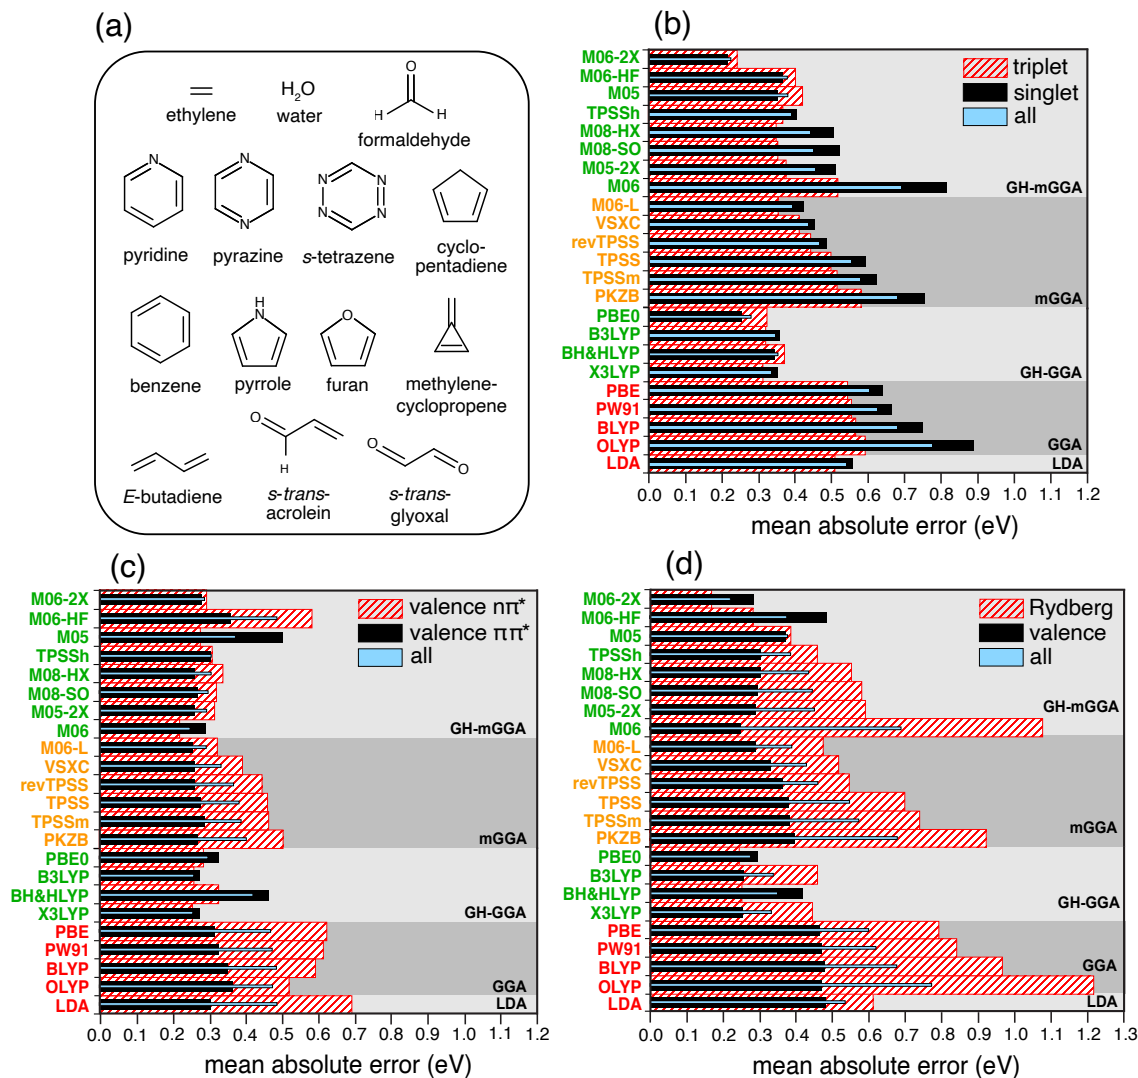 (a)
ethylene
H2O
water
O
H H
formaldehyde
N
pyridine
N
N
pyrazine
N N
N N
s-tetrazene
cyclo-
pentadiene
benzene
H
N
pyrrole
O
furan
methylene-
cyclopropene
E-butadiene
O
H
s-trans-
acrolein
O
O
s-trans-
glyoxal
(b)
M06-2X
M06-HF
M05
TPSSh
M08-HX
M08-SO
M05-2X
M06
M06-L
VSXC
revTPSS
TPSS
TPSSm
PKZB
PBE0
B3LYP
BH&HLYP
X3LYP
PBE
PW91
BLYP
OLYP
LDA
triplet
singlet
all
GH-mGGA
mGGA
GH-GGA
GGA
LDA
0.0 0.1 0.2 0.3 0.4 0.5 0.6 0.7 0.8 0.9 1.0 1.1 1.2
mean absolute error (eV)
(c)
M06-2X
M06-HF
M05
TPSSh
M08-HX
M08-SO
M05-2X
M06
M06-L
VSXC
revTPSS
TPSS
TPSSm
PKZB
PBE0
B3LYP
BH&HLYP
X3LYP
PBE
PW91
BLYP
OLYP
LDA
valence nπ*
valence ππ*
all
GH-mGGA
mGGA
GH-GGA
GGA
LDA
0.0 0.1 0.2 0.3 0.4 0.5 0.6 0.7 0.8 0.9 1.0 1.1 1.2
mean absolute error (eV)
(d)
M06-2X
M06-HF
M05
TPSSh
M08-HX
M08-SO
M05-2X
M06
M06-L
VSXC
revTPSS
TPSS
TPSSm
PKZB
PBE0
B3LYP
BH&HLYP
X3LYP
PBE
PW91
BLYP
OLYP
LDA
Rydberg
valence
all
GH-mGGA
mGGA
GH-GGA
GGA
LDA
0.0 0.1 0.2 0.3 0.4 0.5 0.6 0.7 0.8 0.9 1.0 1.1 1.2 1.3
mean absolute error (eV)